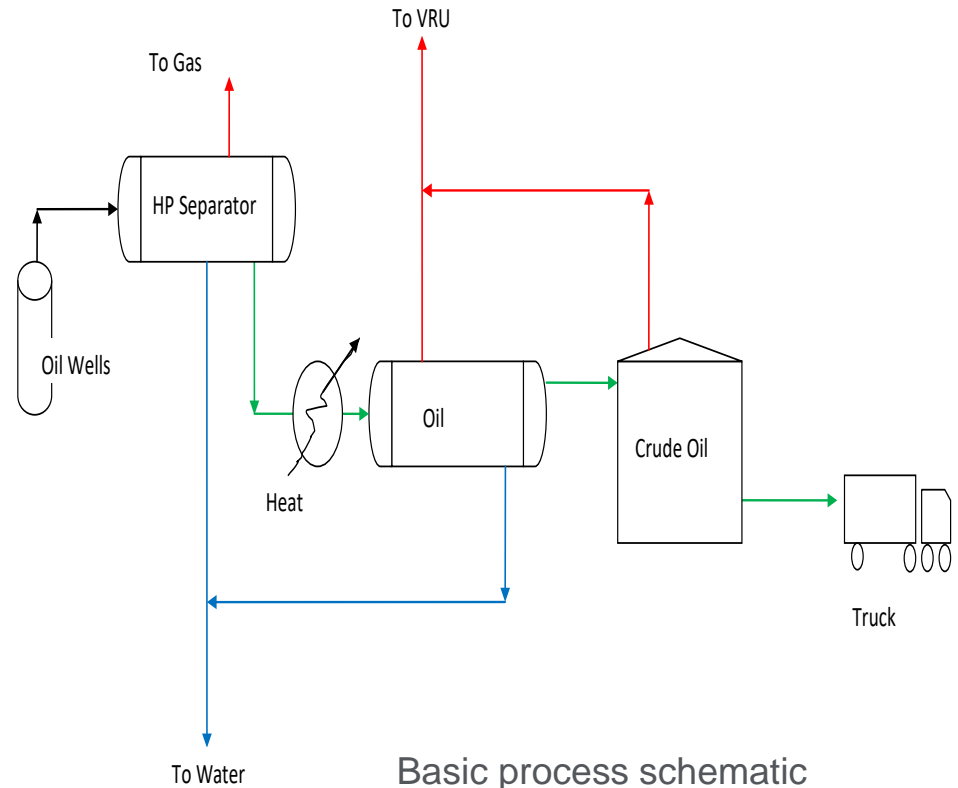 To VRU
To Gas
HP Separator
Oil Wells
Oil
Crude Oil
Heat
Truck
To Water
Basic process schematic